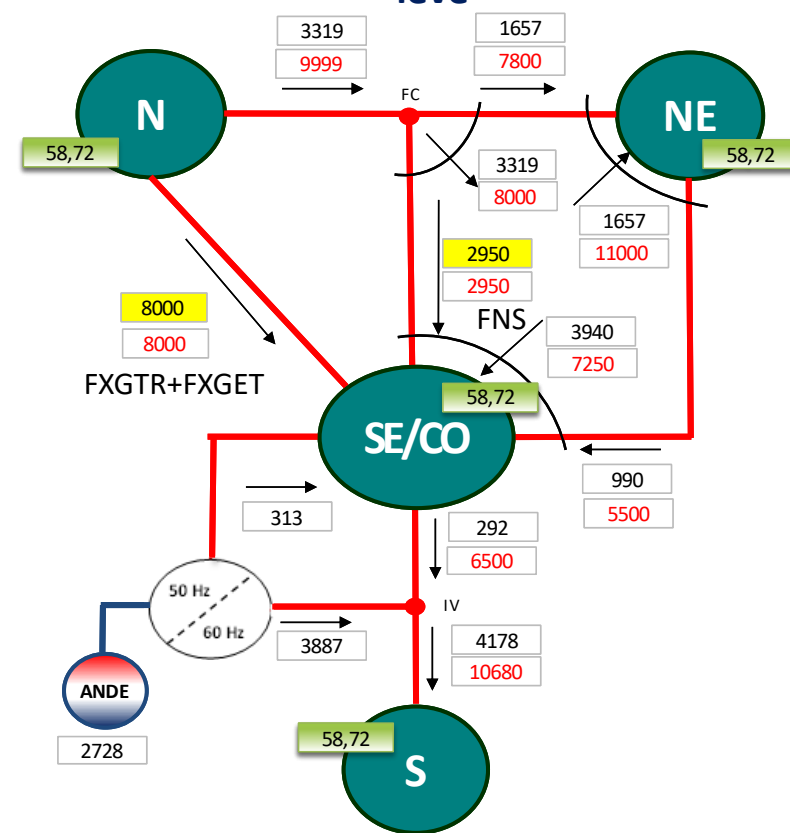 leve
3319
9999
1657
7800
N
58,72
FC
NE
58,72
3319
8000
1657
11000
2950
2950
FNS
8000
8000
FXGTR+FXGET
3940
7250
58,72
SE/CO
990
5500
313
292
6500
50 Hz
60 Hz
IV
3887
4178
10680
ANDE
2728
58,72
S